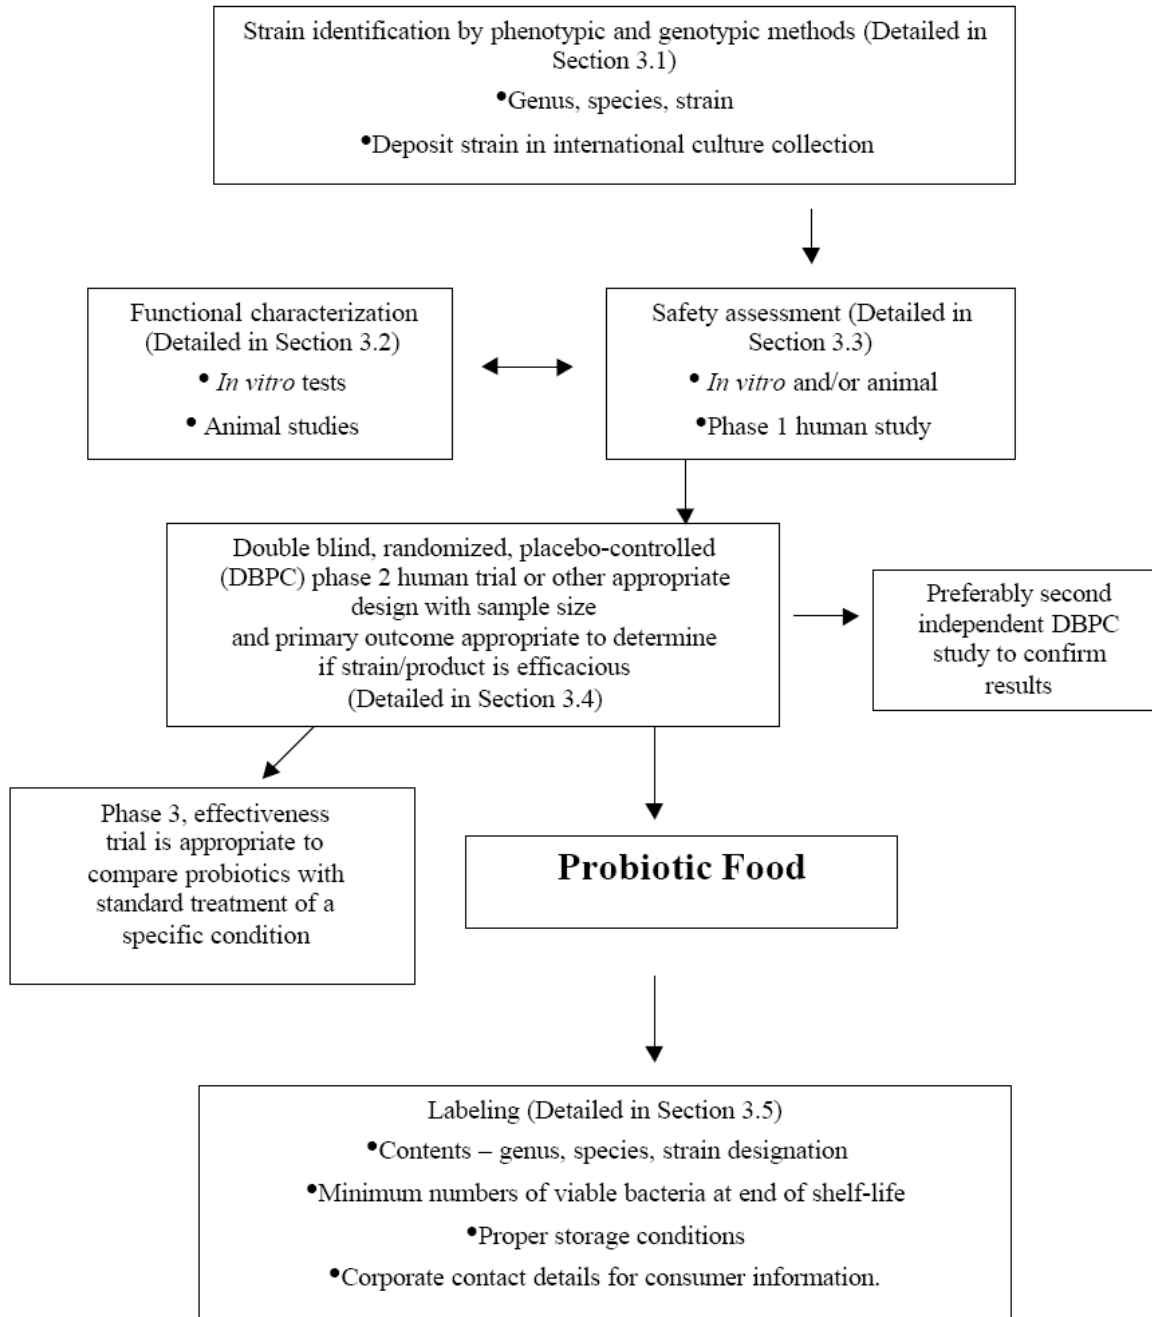 Strain identification by phenotypic and genotypic methods (Detailed in
Section 3.1)
•Genus, species, strain
•Deposit strain in international culture collection
Functional characterization
(Detailed in Section 3.2)
• In vitro tests
• Animal studies
Safety assessment (Detailed in
Section 3.3)
• In vitro and/or animal
•Phase 1 human study
Double blind, randomized, placebo-controlled
(DBPC) phase 2 human trial or other appropriate
design with sample size
and primary outcome appropriate to determine
if strain/product is efficacious
(Detailed in Section 3.4)
Preferably second
independent DBPC
study to confirm
results
Phase 3, effectiveness
trial is appropriate to
compare probiotics with
standard treatment of a
specific condition
Probiotic Food
Labeling (Detailed in Section 3.5)
•Contents – genus, species, strain designation
•Minimum numbers of viable bacteria at end of shelf-life
•Proper storage conditions
•Corporate contact details for consumer information.